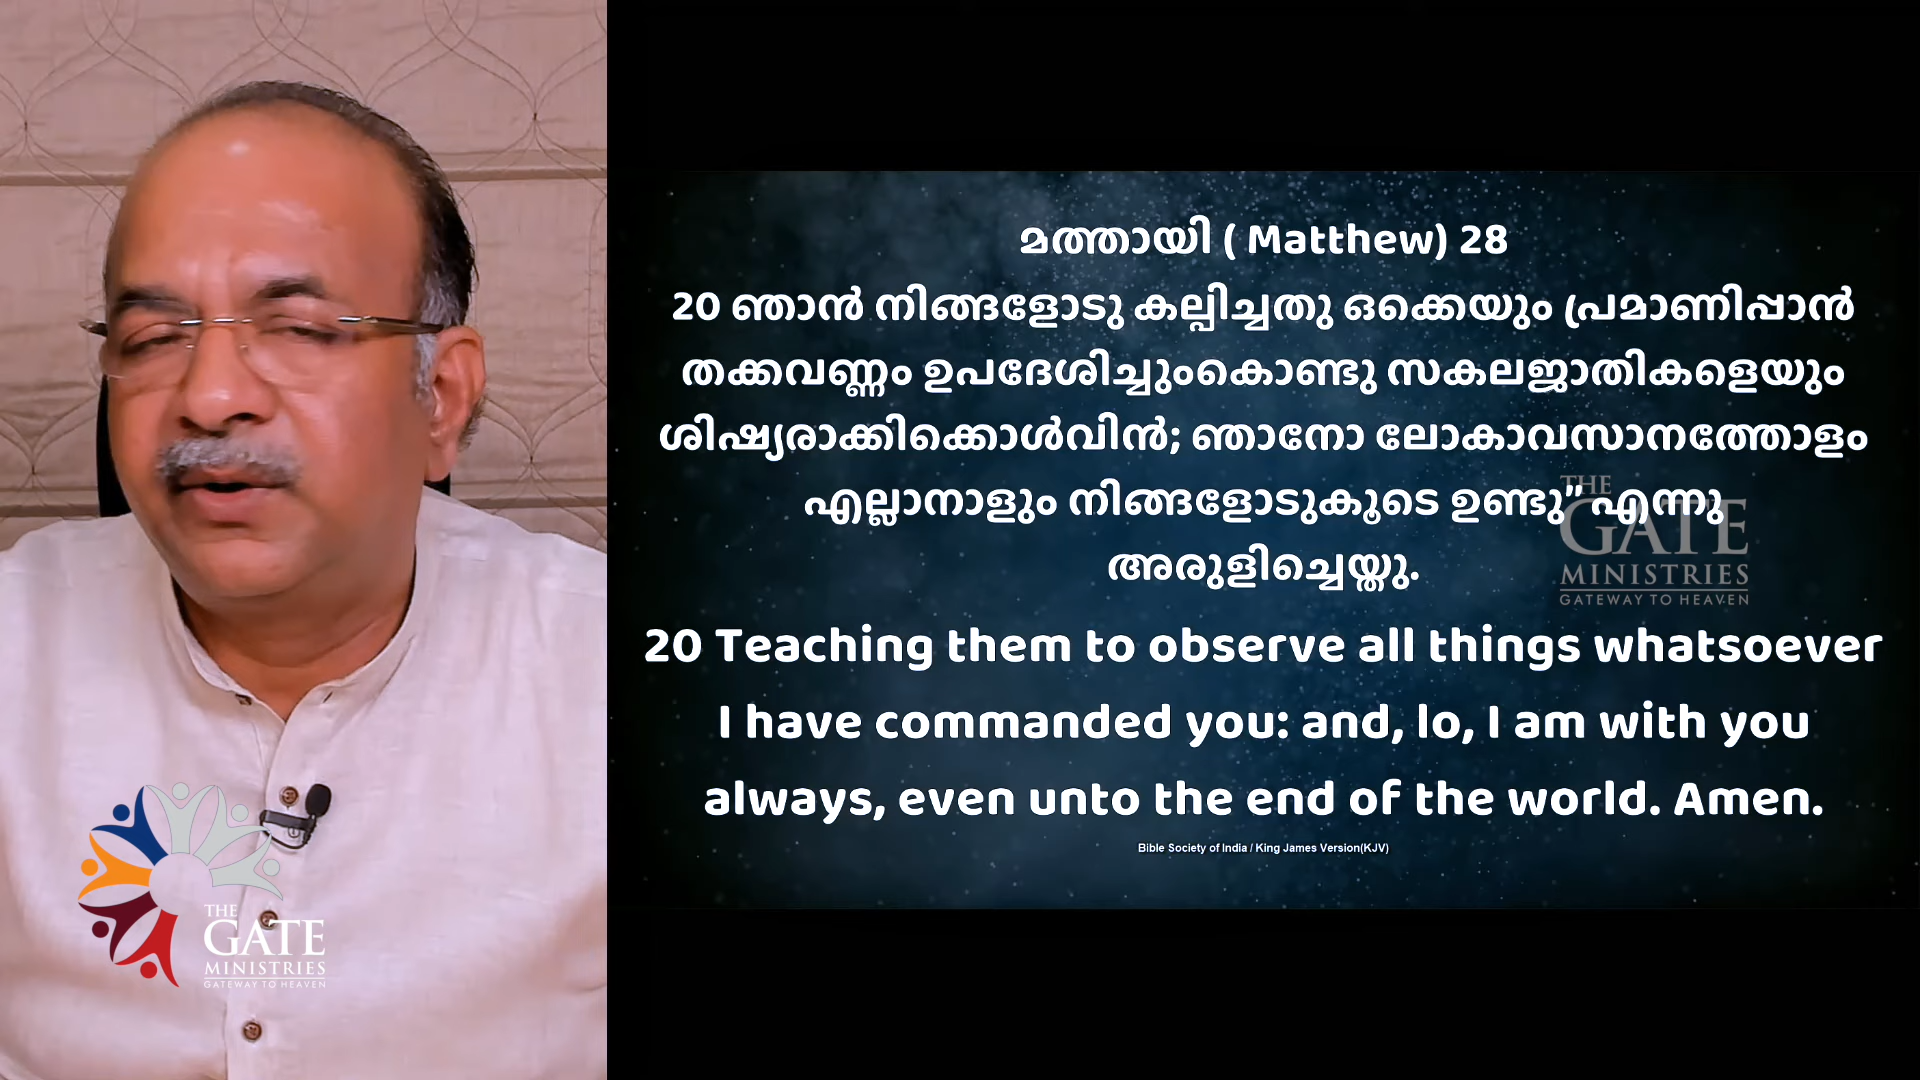 മത്തായി ( Matthew) 28
20 ഞാൻ നിങ്ങളോടു കല്പിച്ചതു ഒക്കെയും പ്രമാണിപ്പാൻ
തക്കവണ്ണം ഉപദേശിച്ചുംകൊണ്ടു സകലജാതികളെയും
ശിഷ്യരാക്കിക്കൊൾവിൻ; ഞാനോ ലോകാവസാനത്തോളം
എല്ലാനാളും നിങ്ങളോടുകൂടെ ഉണ്ടു” എന്നു
അരുളിച്ചെയ്തു.
20 Teaching them to observe all things whatsoever
I have commanded you: and, lo, I am with you
always, even unto the end of the world. Amen.
Bible Society of India / King James Version(KJV)
THE
GATE
MINISTRIES
GATEWAY TO HEAVEN
THE
GATE
MINISTRIES
GATEWAY TO HEAVEN